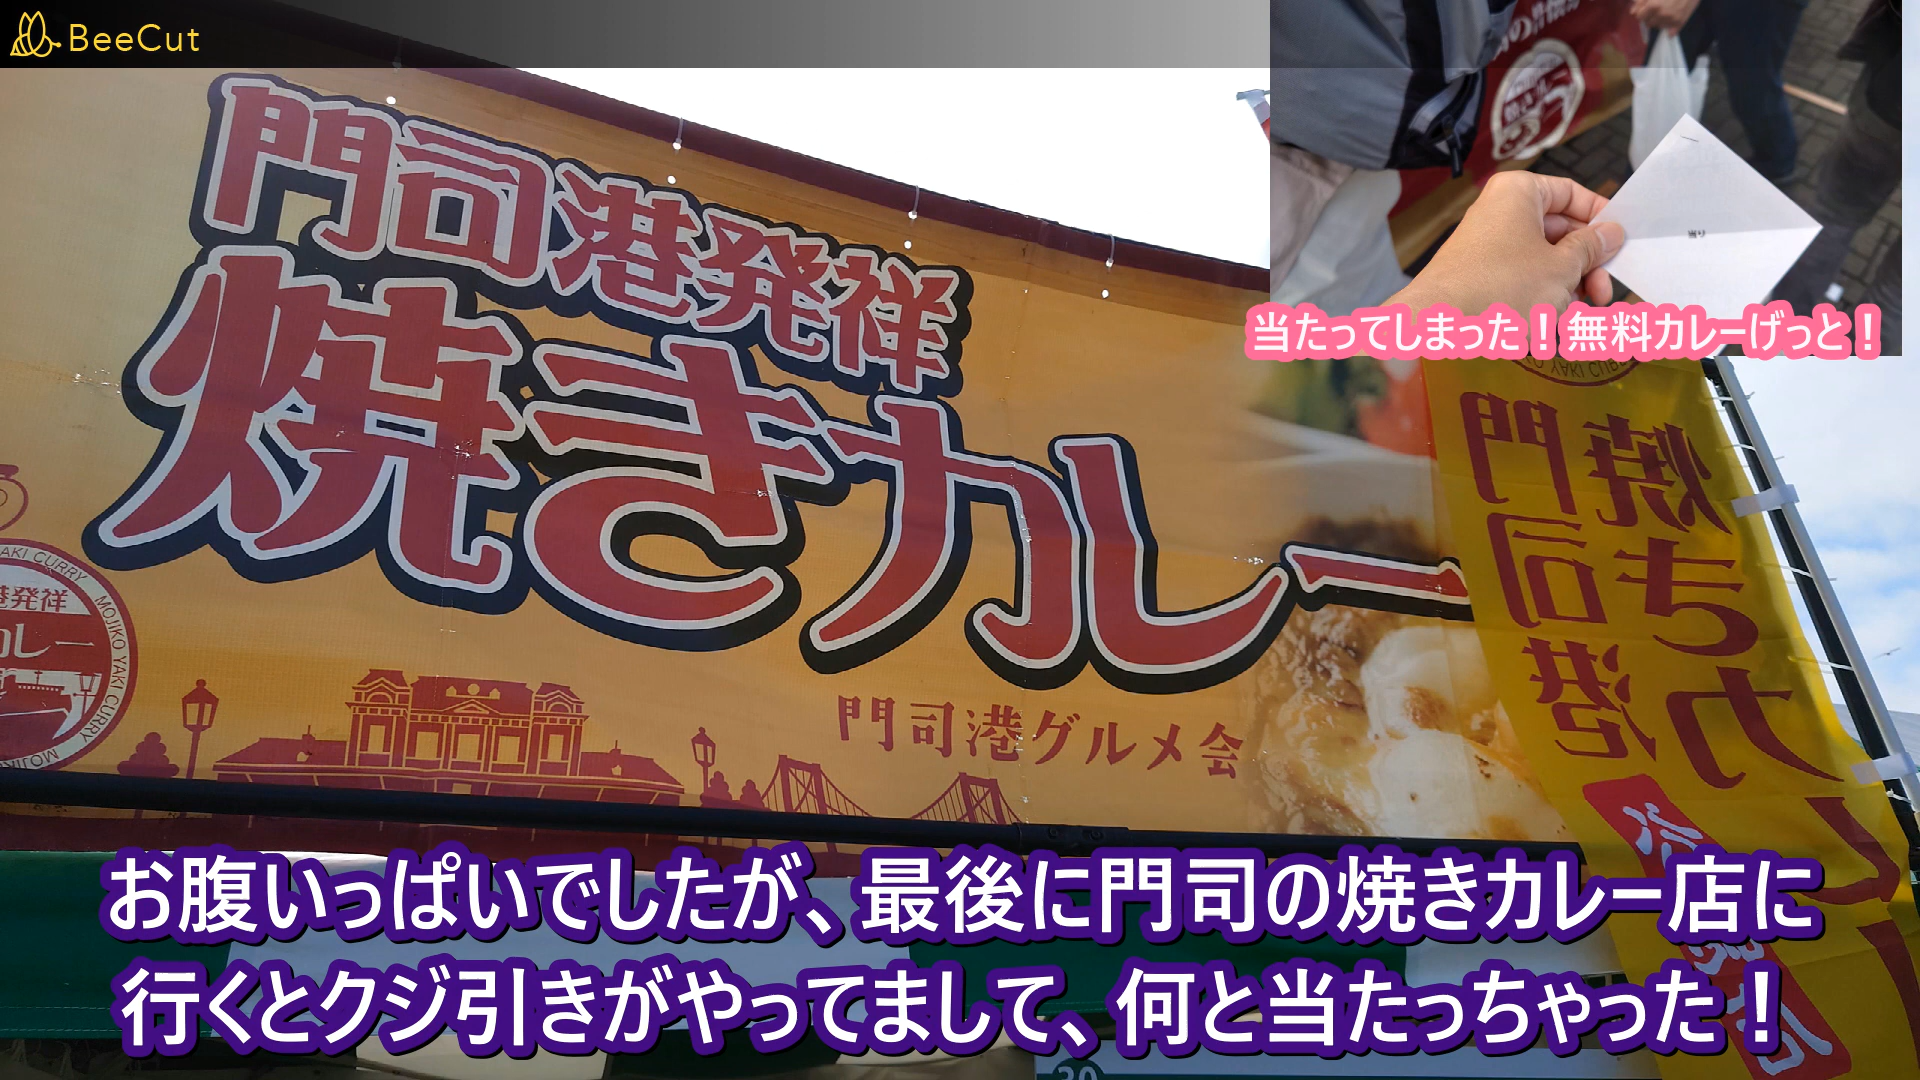 BeeCut
門司港発祥
焼きカレー
門司港グルメ会
YAKI CURRY
MOJIKO YAKI CURRY
港発祥
カレー
当り
当たってしまった！無料カレーげっと！
焼きカレー
門司港
お腹いっぱいでしたが、最後に門司の焼きカレー店に
行くとクジ引きがやってまして、何と当たっちゃった！
30